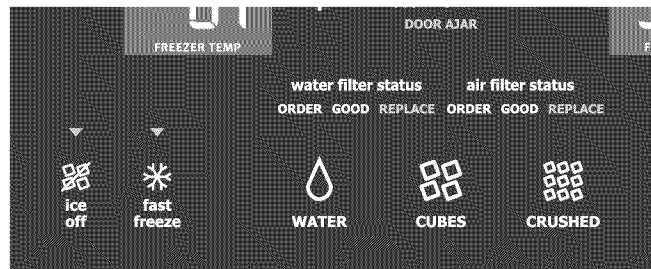 DOOR AJAR
FREEZER TEMP
water filter status air filter status
ORDER GOOD REPLACE ORDER GOOD REPLACE
ice off
fast freeze
WATER
CUBES
CRUSHED